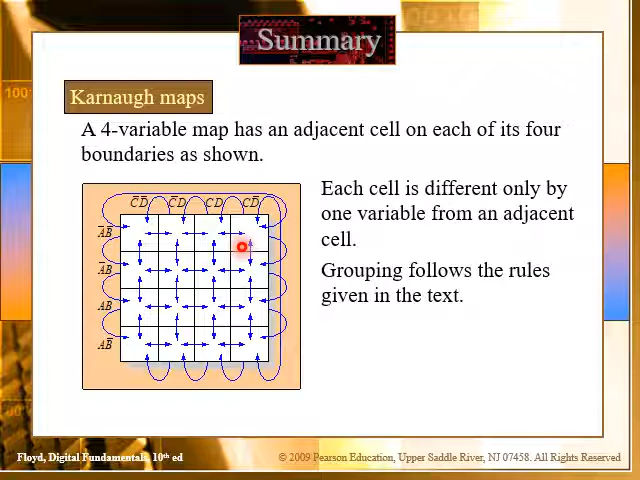 Summary
Karnaugh maps
A 4-variable map has an adjacent cell on each of its four
boundaries as shown.
Each cell is different only by
one variable from an adjacent
cell.
Grouping follows the rules
given in the text.
C̅D̅ C̅D CD CD̅
A̅B̅
A̅B
AB
AB̅
Floyd, Digital Fundamentals, 10th ed
© 2009 Pearson Education, Upper Saddle River, NJ 07458. All Rights Reserved